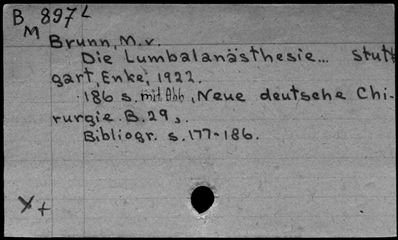 B 897L
M
Brunn, M. v.
Die Lumbalanästhesie... Stutt
gart, Enke, 1922.
186 s. mit Abb., Neue deutsche Chi-
rurgie. B. 29,.
Bibliogr. s. 177-186.
X +